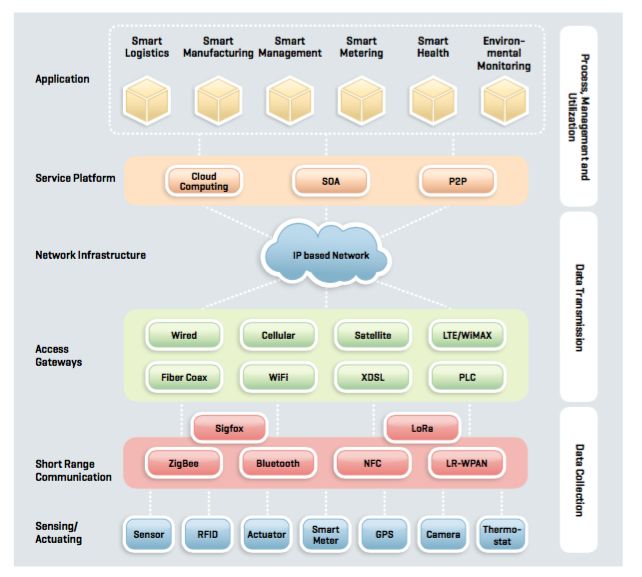 Smart
Logistics
Smart
Manufacturing
Smart
Management
Smart
Metering
Smart
Health
Environ-
mental
Monitoring
Application
Process, Management and
Utilization
Service Platform
Cloud
Computing
SOA
P2P
Network Infrastructure
IP based Network
Data Transmission
Access
Gateways
Wired
Cellular
Satellite
LTE/WiMAX
Fiber Coax
WiFi
XDSL
PLC
Sigfox
LoRa
Short Range
Communication
ZigBee
Bluetooth
NFC
LR-WPAN
Data Collection
Sensing/
Actuating
Sensor
RFID
Actuator
Smart
Meter
GPS
Camera
Thermo-
stat